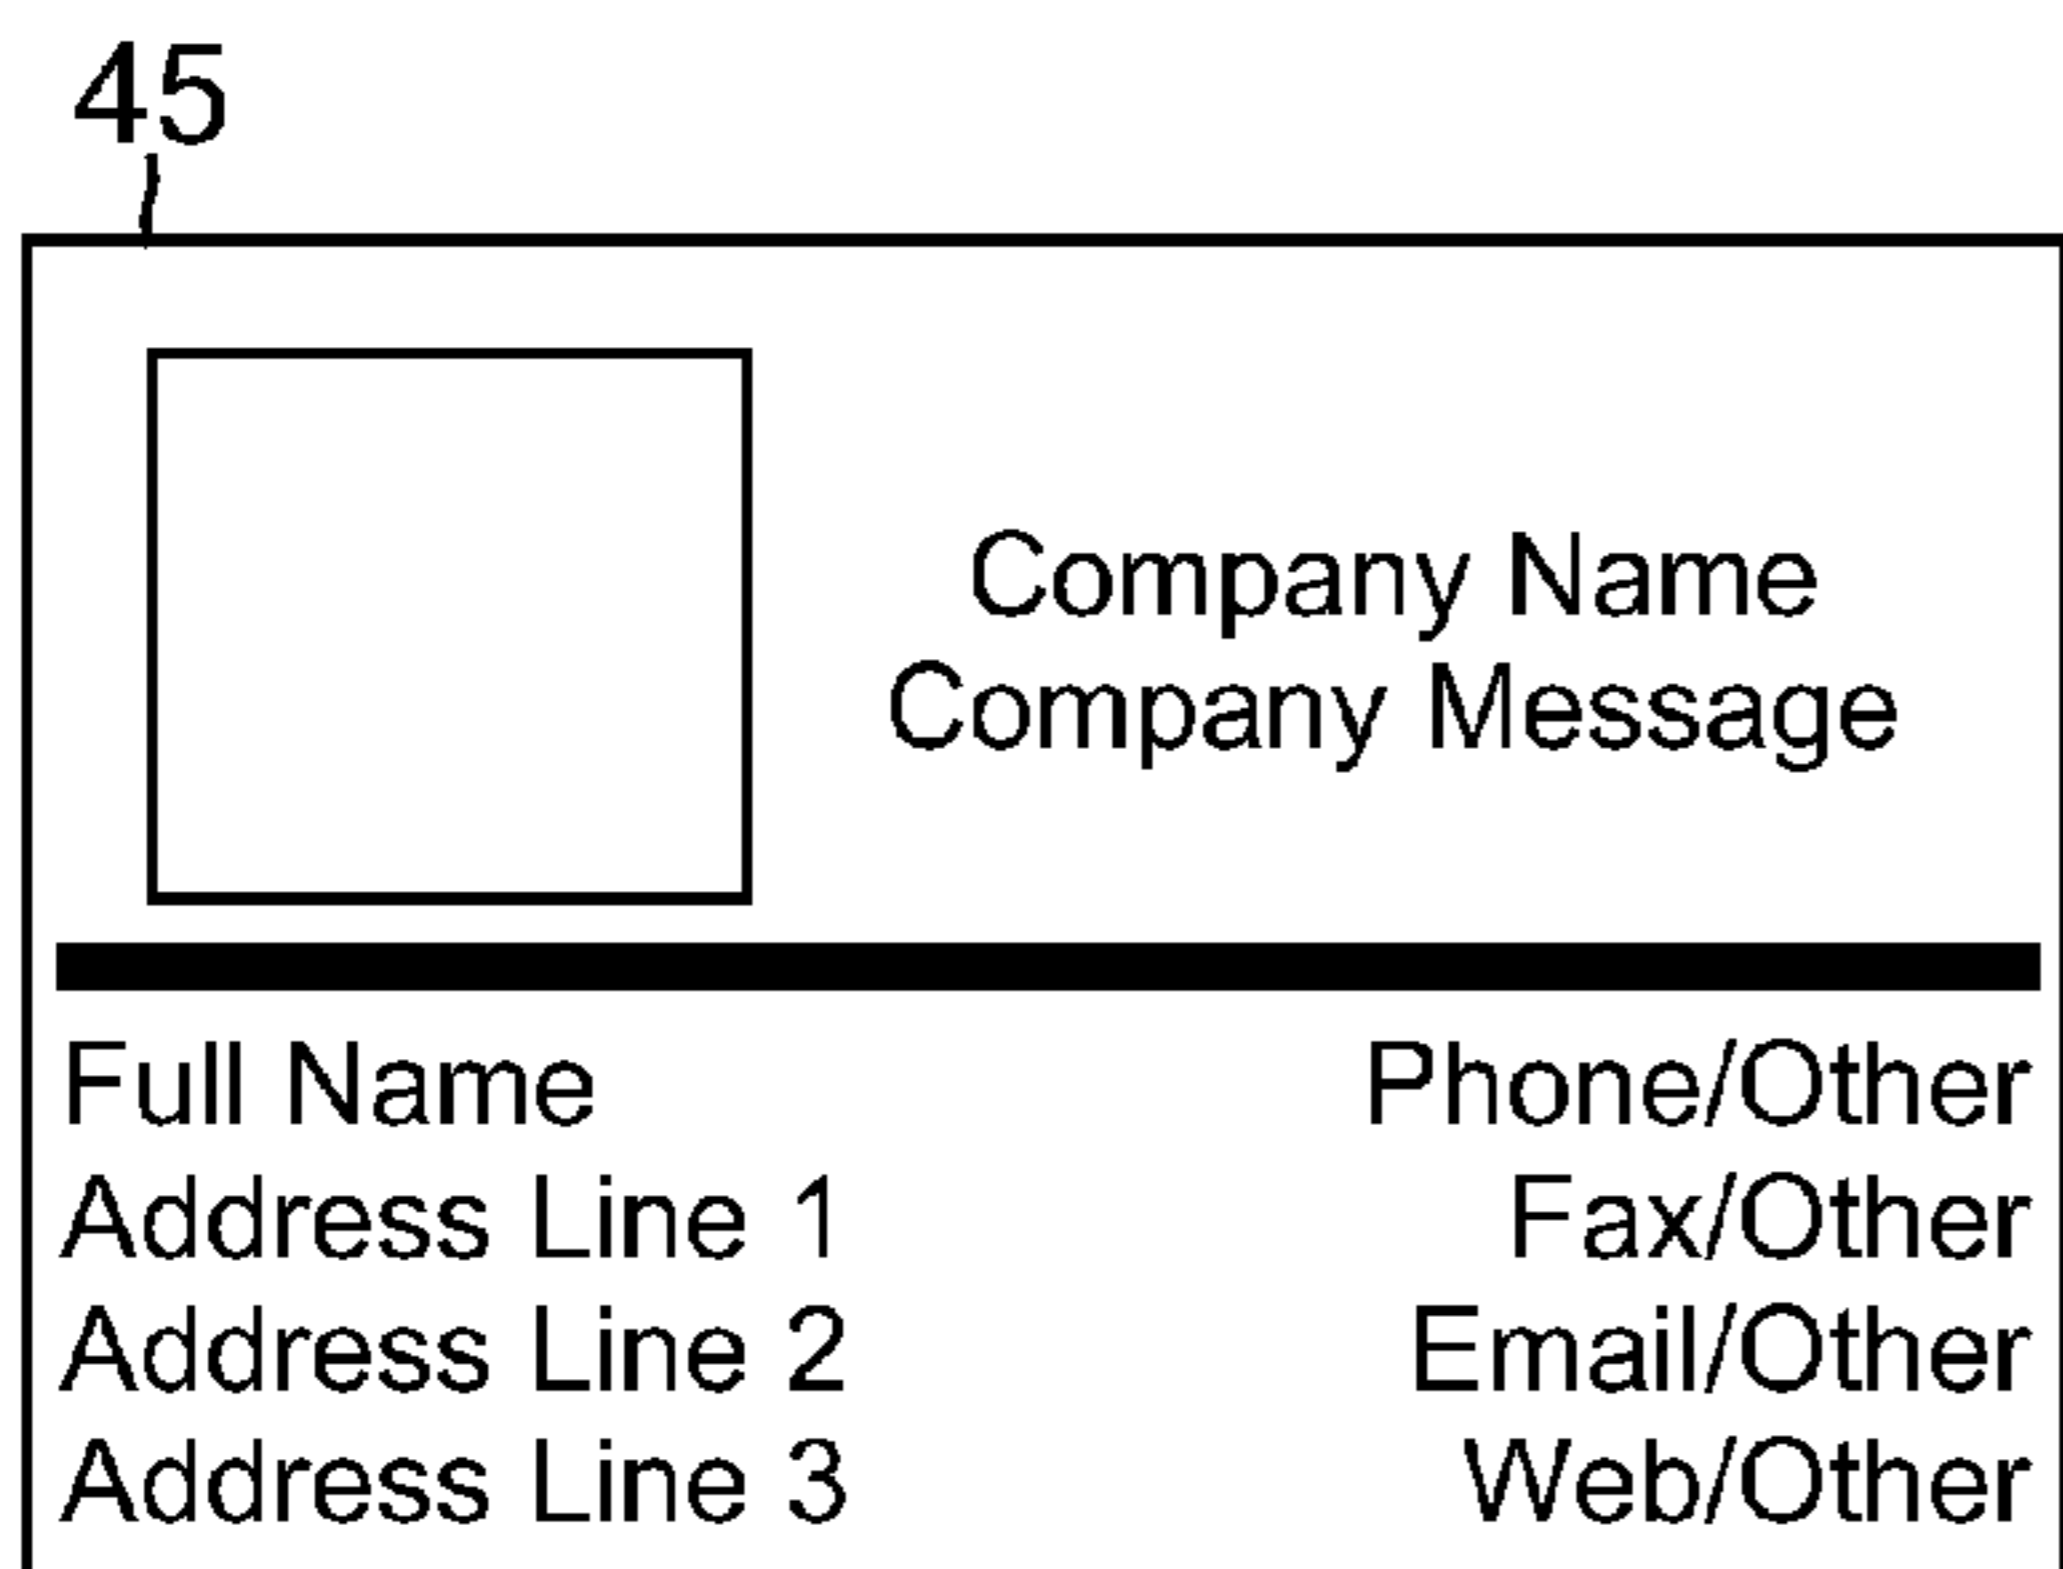 45
Company Name
Company Message
Full Name
Address Line 1
Address Line 2
Address Line 3
Phone/Other
Fax/Other
Email/Other
Web/Other